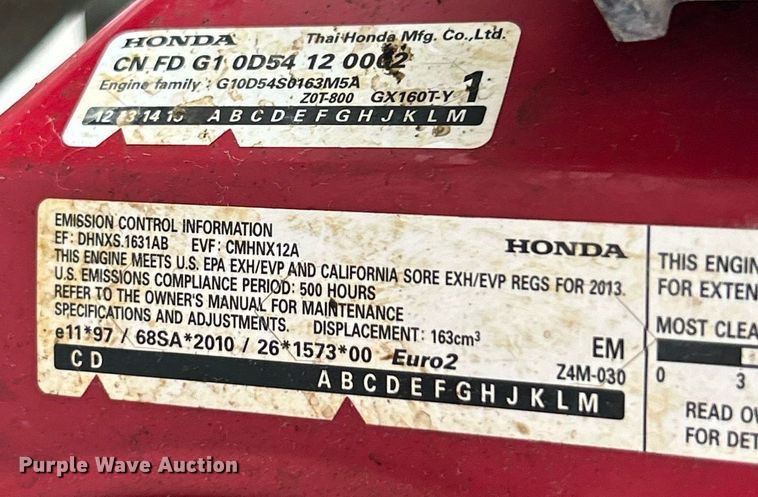 HONDA Thai Honda Mfg. Co.,Ltd.
CN FD G1 0D54 12 0002
Engine family : G10D54S0163M5A
Z0T-800 GX160T-Y 1
12 13 14 15 A B C D E F G H J K L M
EMISSION CONTROL INFORMATION
EF: DHNXS.1631AB EVF: CMHNX12A HONDA
THIS ENGINE MEETS U.S. EPA EXH/EVP AND CALIFORNIA SORE EXH/EVP REGS FOR 2013.
U.S. EMISSIONS COMPLIANCE PERIOD: 500 HOURS
REFER TO THE OWNER'S MANUAL FOR MAINTENANCE
SPECIFICATIONS AND ADJUSTMENTS. DISPLACEMENT: 163cm³
e11*97 / 68SA*2010 / 26*1573*00 Euro2 EM
Z4M-030
C D A B C D E F G H J K L M
THIS ENGIN
FOR EXTEN
MOST CLEA
0 3
READ OW
FOR DET
Purple Wave Auction